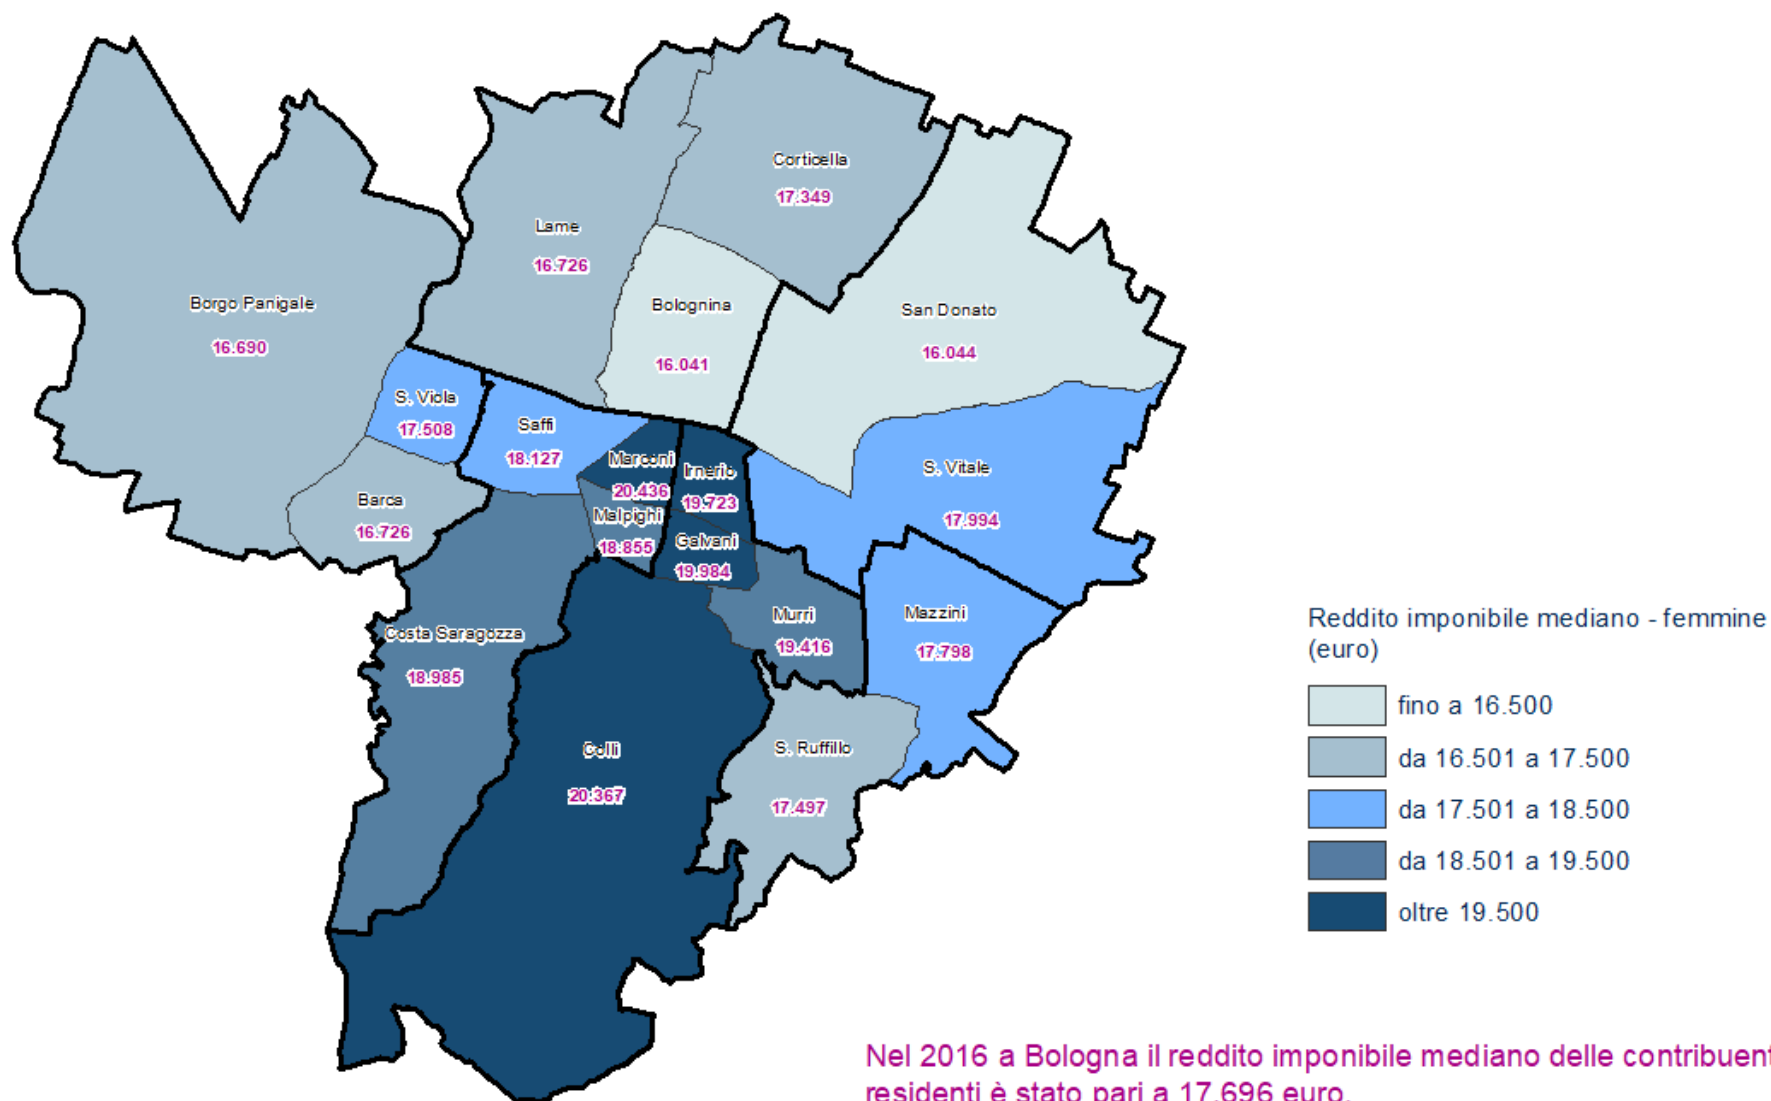 Corticella
17.349
Lame
16.726
Borgo Panigale
16.690
Bolognina
16.041
San Donato
16.044
S. Viola
17.508
Saffi
18.127
Marconi
20.436
Irnerio
19.723
S. Vitale
17.994
Barca
16.726
Malpighi
18.855
Galvani
19.984
Murri
19.416
Mazzini
17.798
Costa Saragozza
18.985
Colli
20.367
S. Ruffillo
17.497
Reddito imponibile mediano - femmine
(euro)
fino a 16.500
da 16.501 a 17.500
da 17.501 a 18.500
da 18.501 a 19.500
oltre 19.500
Nel 2016 a Bologna il reddito imponibile mediano delle contribuent
residenti è stato pari a 17.696 euro.